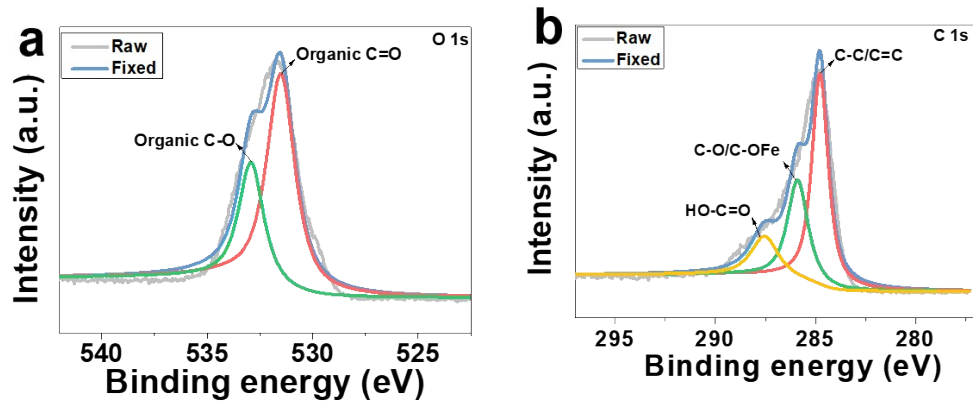 a
Raw
Fixed
O 1s
Organic C=O
Organic C-O
Intensity (a.u.)
540
535
530
525
Binding energy (eV)
b
Raw
Fixed
C 1s
C-C/C=C
C-O/C-OFe
HO-C=O
Intensity (a.u.)
295
290
285
280
Binding energy (eV)